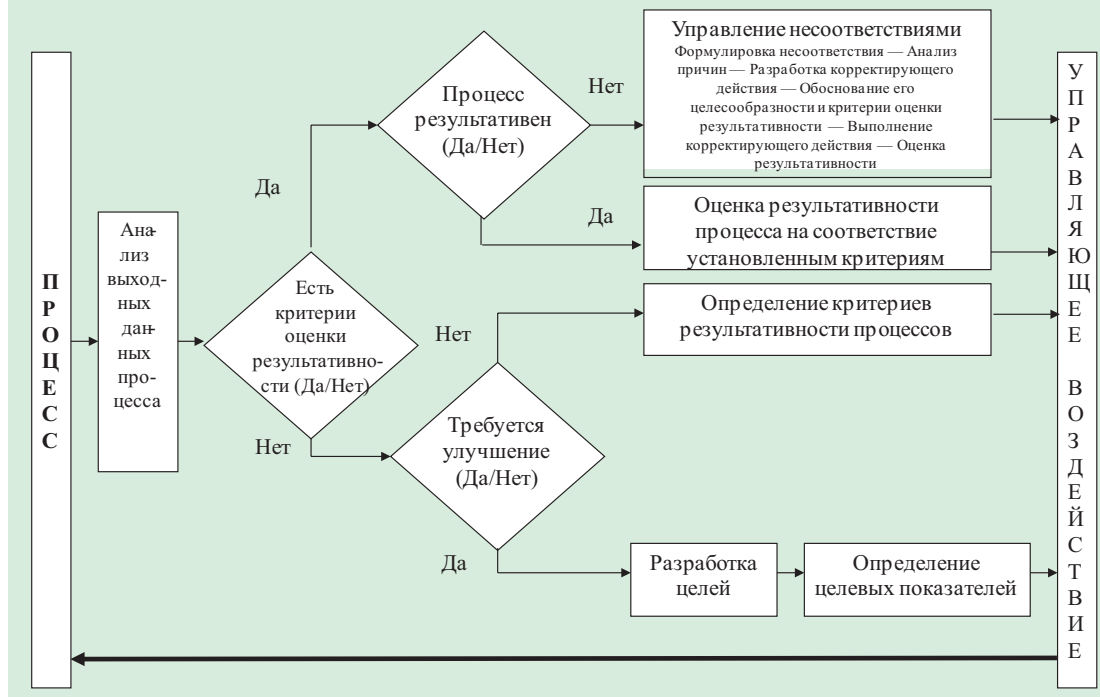 ПРОЦЕСС
Ана-
лиз
выход-
ных
дан-
ных
про-
цесса
Есть
критерии
оценки
результативно-
сти (Да/Нет)
Да
Нет
Процесс
результативен
(Да/Нет)
Нет
Да
Управление несоответствиями
Формулировка несоответствия — Анализ
причин — Разработка корректирующего
действия — Обоснование его
целесообразности и критерии оценки
результативности — Выполнение
корректирующего действия — Оценка
результативности
Оценка результативности
процесса на соответствие
установленным критериям
Определение критериев
результативности процессов
Нет
Требуется
улучшение
(Да/Нет)
Да
Разработка
целей
Определение
целевых показателей
УПРАВЛЯЮЩЕЕ ВОЗДЕЙСТВИЕ